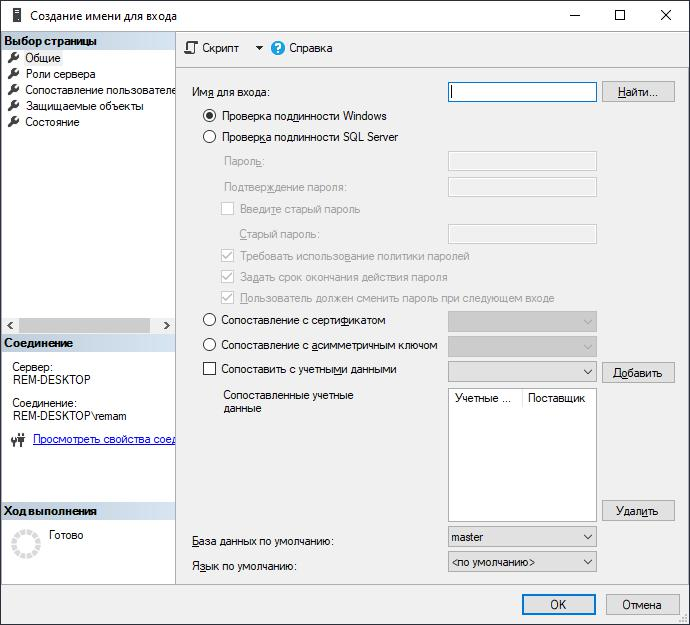 Создание имени для входа
Выбор страницы
Общие
Роли сервера
Сопоставление пользователе
Защищаемые объекты
Состояние
Соединение
Сервер:
REM-DESKTOP
Соединение:
REM-DESKTOP\remam
Просмотреть свойства соед
Ход выполнения
Готово
Скрипт
Справка
Имя для входа:
Найти...
Проверка подлинности Windows
Проверка подлинности SQL Server
Пароль:
Подтверждение пароля:
Введите старый пароль
Старый пароль:
Требовать использование политики паролей
Задать срок окончания действия пароля
Пользователь должен сменить пароль при следующем входе
Сопоставление с сертификатом
Сопоставление с асимметричным ключом
Сопоставить с учетными данными
Добавить
Сопоставленные учетные
данные
Учетные ... Поставщик
Удалить
База данных по умолчанию: master
Язык по умолчанию: <по умолчанию>
OK Отмена